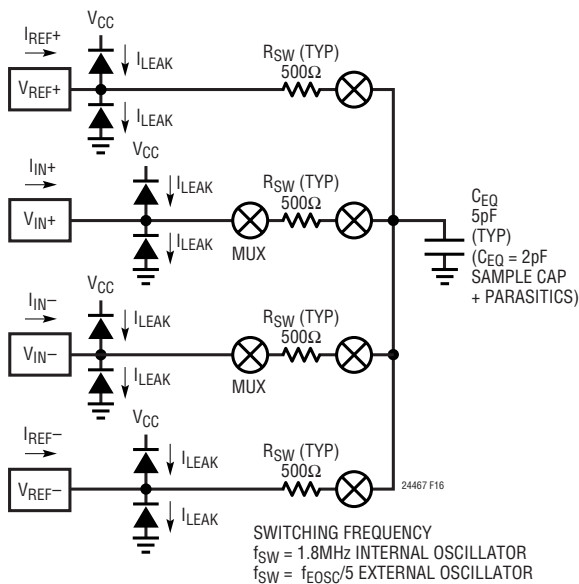 VCC
IREF+
ILEAK
RSW (TYP)
500Ω
VREF+
ILEAK
VCC
IIN+
ILEAK
RSW (TYP)
500Ω
VIN+
ILEAK
MUX
CEQ
5pF
(TYP)
(CEQ = 2pF
SAMPLE CAP
+ PARASITICS)
VCC
IIN–
ILEAK
RSW (TYP)
500Ω
VIN–
ILEAK
MUX
VCC
IREF–
ILEAK
RSW (TYP)
500Ω
VREF–
ILEAK
24467 F16
SWITCHING FREQUENCY
fSW = 1.8MHz INTERNAL OSCILLATOR
fSW = fEOSC/5 EXTERNAL OSCILLATOR